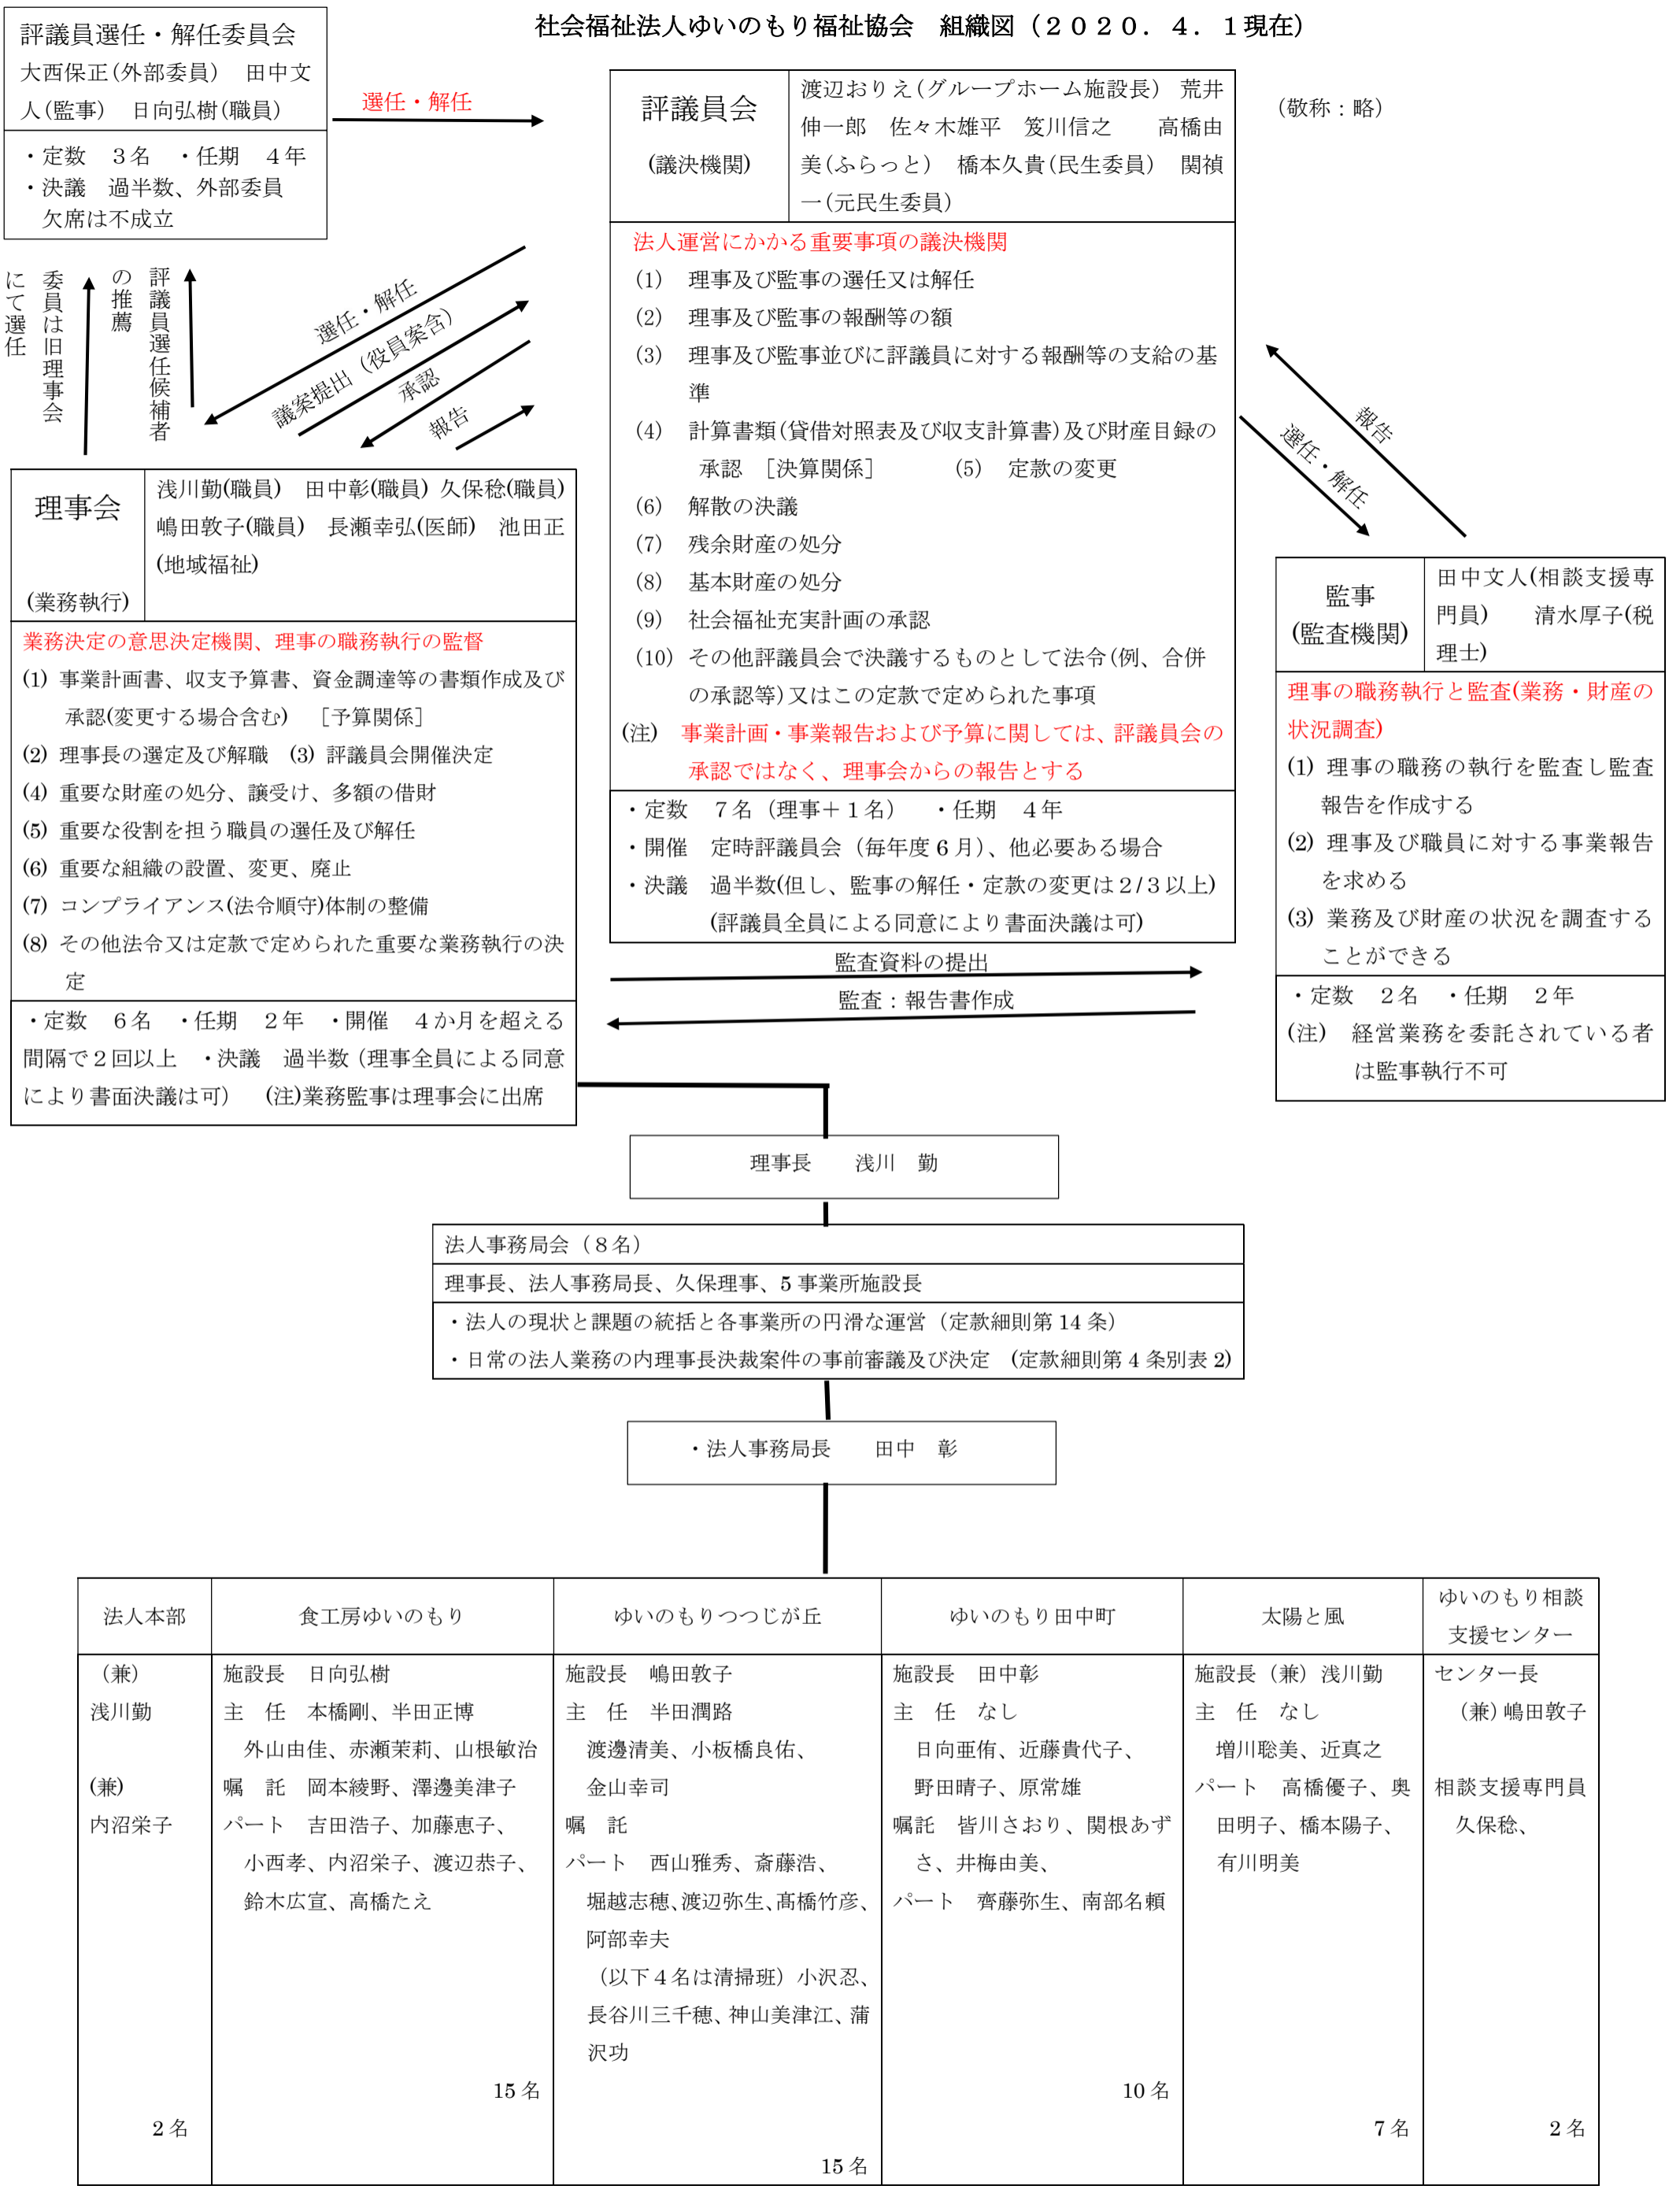 社会福祉法人ゆいのもり福祉協会　組織図（２０２０．４．１現在）
（敬称：略）
評議員選任・解任委員会
大西保正(外部委員)　田中文
人(監事)　日向弘樹(職員)
・定数　３名　・任期　４年
・決議　過半数、外部委員
欠席は不成立
選任・解任
評議員会
(議決機関)
渡辺おりえ(グループホーム施設長)　荒井
伸一郎　佐々木雄平　笈川信之　　高橋由
美(ふらっと)　橋本久貴(民生委員)　関禎
一(元民生委員)
法人運営にかかる重要事項の議決機関
(1)　理事及び監事の選任又は解任
(2)　理事及び監事の報酬等の額
(3)　理事及び監事並びに評議員に対する報酬等の支給の基
準
(4)　計算書類(貸借対照表及び収支計算書)及び財産目録の
承認　［決算関係］　　　(5)　定款の変更
(6)　解散の決議
(7)　残余財産の処分
(8)　基本財産の処分
(9)　社会福祉充実計画の承認
(10)　その他評議員会で決議するものとして法令(例、合併
の承認等)又はこの定款で定められた事項
(注)　事業計画・事業報告および予算に関しては、評議員会の
承認ではなく、理事会からの報告とする
・定数　７名（理事＋１名）　・任期　４年
・開催　定時評議員会（毎年度６月）、他必要ある場合
・決議　過半数(但し、監事の解任・定款の変更は２/３以上)
(評議員全員による同意により書面決議は可)
委員は旧理事会
にて選任
評議員選任候補者
の推薦
選任・解任
議案提出（役員案含）
承認
報告
報告
選任・解任
理事会
(業務執行)
浅川勤(職員)　田中彰(職員) 久保稔(職員)
嶋田敦子(職員)　長瀬幸弘(医師)　池田正
(地域福祉)
業務決定の意思決定機関、理事の職務執行の監督
(1) 事業計画書、収支予算書、資金調達等の書類作成及び
承認(変更する場合含む)　［予算関係］
(2) 理事長の選定及び解職　(3) 評議員会開催決定
(4) 重要な財産の処分、譲受け、多額の借財
(5) 重要な役割を担う職員の選任及び解任
(6) 重要な組織の設置、変更、廃止
(7) コンプライアンス(法令順守)体制の整備
(8) その他法令又は定款で定められた重要な業務執行の決
定
・定数　６名　・任期　２年　・開催　４か月を超える
間隔で２回以上　・決議　過半数（理事全員による同意
により書面決議は可）　(注)業務監事は理事会に出席
監事
(監査機関)
田中文人(相談支援専
門員)　　清水厚子(税
理士)
理事の職務執行と監査(業務・財産の
状況調査)
(1) 理事の職務の執行を監査し監査
報告を作成する
(2) 理事及び職員に対する事業報告
を求める
(3) 業務及び財産の状況を調査する
ことができる
・定数　２名　・任期　２年
(注)　経営業務を委託されている者
は監事執行不可
監査資料の提出
監査：報告書作成
理事長　　浅川　勤
法人事務局会（８名）
理事長、法人事務局長、久保理事、5 事業所施設長
・法人の現状と課題の統括と各事業所の円滑な運営（定款細則第 14 条）
・日常の法人業務の内理事長決裁案件の事前審議及び決定　(定款細則第 4 条別表 2)
・法人事務局長　　田中　彰
法人本部
（兼）
浅川勤
(兼)
内沼栄子
2 名
食工房ゆいのもり
施設長　日向弘樹
主　任　本橋剛、半田正博
外山由佳、赤瀬茉莉、山根敏治
嘱　託　岡本綾野、澤邊美津子
パート　吉田浩子、加藤恵子、
小西孝、内沼栄子、渡辺恭子、
鈴木広宣、高橋たえ
15 名
ゆいのもりつつじが丘
施設長　嶋田敦子
主　任　半田潤路
渡邊清美、小板橋良佑、
金山幸司
嘱　託
パート　西山雅秀、斎藤浩、
堀越志穂、渡辺弥生、髙橋竹彦、
阿部幸夫
（以下４名は清掃班）小沢忍、
長谷川三千穂、神山美津江、蒲
沢功
15 名
ゆいのもり田中町
施設長　田中彰
主　任　なし
日向亜侑、近藤貴代子、
野田晴子、原常雄
嘱託　皆川さおり、関根あず
さ、井梅由美、
パート　齊藤弥生、南部名頼
10 名
太陽と風
施設長（兼）浅川勤
主　任　なし
増川聡美、近真之
パート　高橋優子、奥
田明子、橋本陽子、
有川明美
7 名
ゆいのもり相談
支援センター
センター長
（兼）嶋田敦子
相談支援専門員
久保稔、
2 名